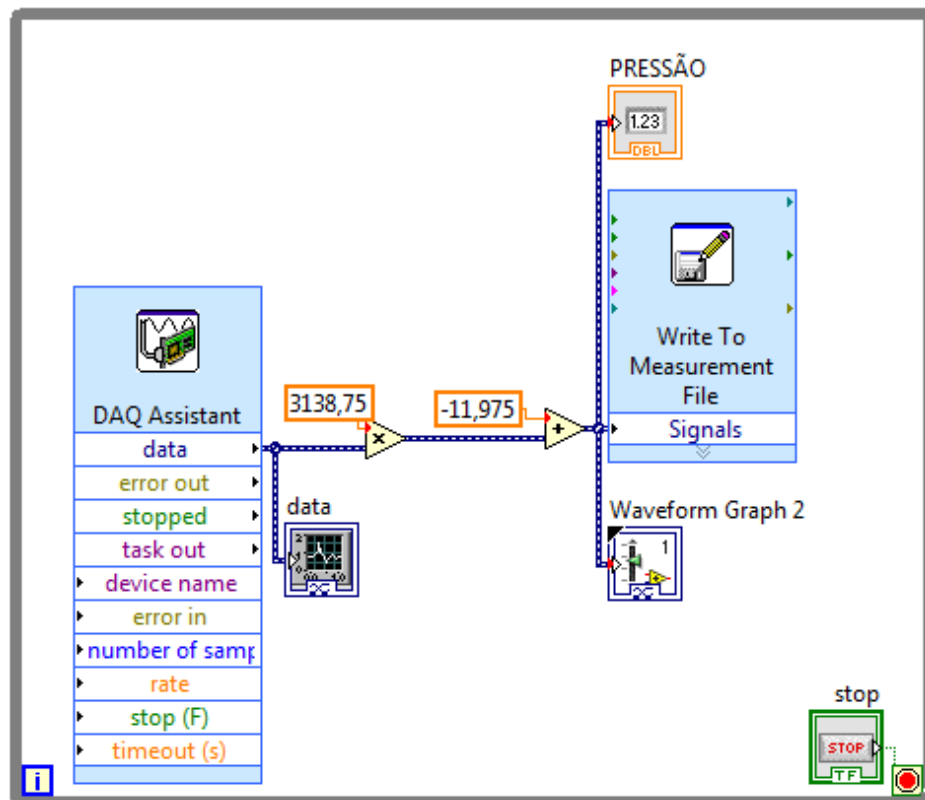 PRESSÃO
1.23
DBL
Write To
Measurement
File
Signals
DAQ Assistant
data
error out
stopped
task out
device name
error in
number of samp
rate
stop (F)
timeout (s)
3138,75
-11,975
data
Waveform Graph 2
1
stop
STOP
TF
i